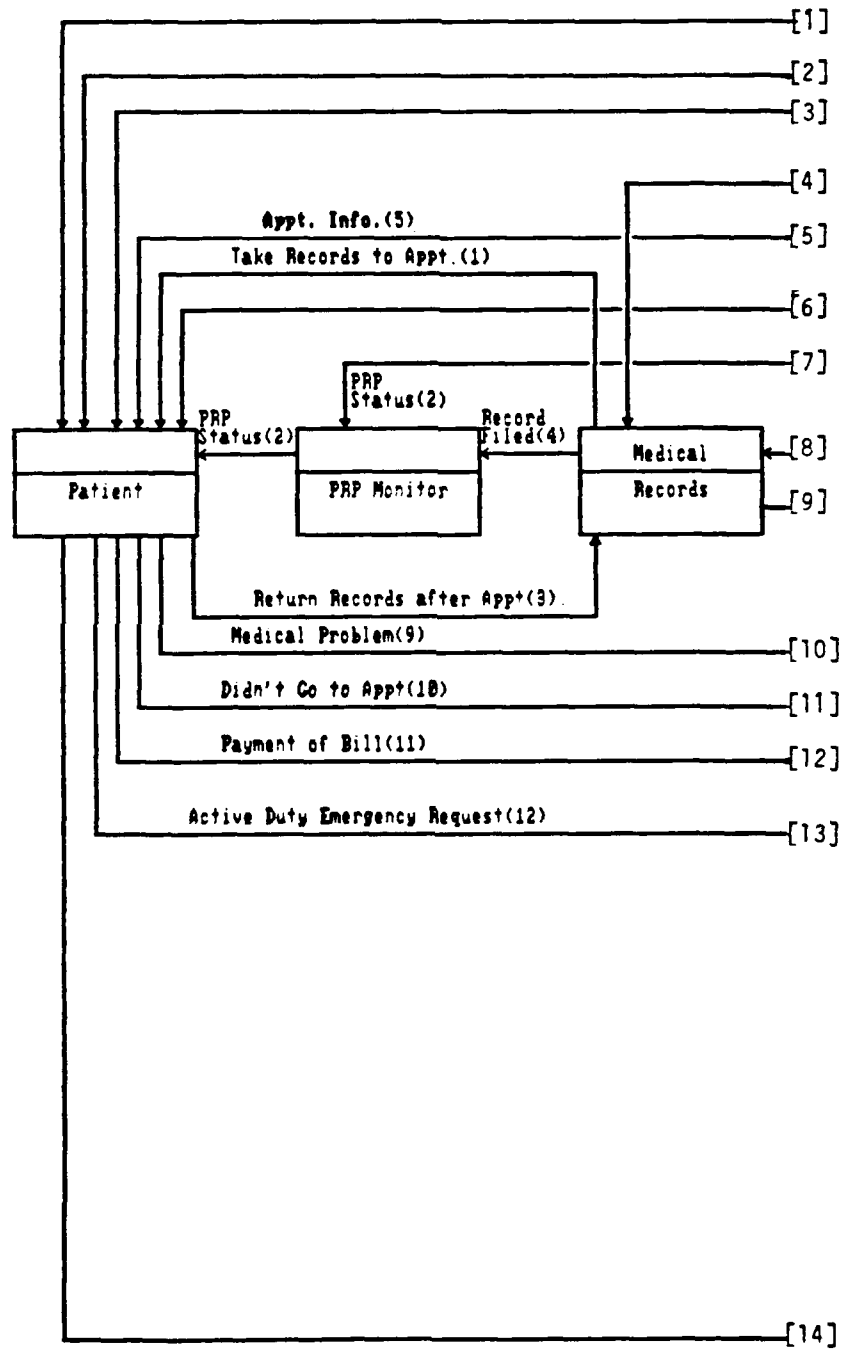 [1]
[2]
[3]
[4]
Appt. Info.(5)
[5]
Take Records to Appt.(1)
[6]
[7]
PRP
Status(2)
PRP
Status(2)
Record
Filed(4)
Medical
[8]
Patient
PRP Monitor
Records
[9]
Return Records after Appt(3).
Medical Problem(9)
[10]
Didn't Go to Appt(10)
[11]
Payment of Bill(11)
[12]
Active Duty Emergency Request(12)
[13]
[14]